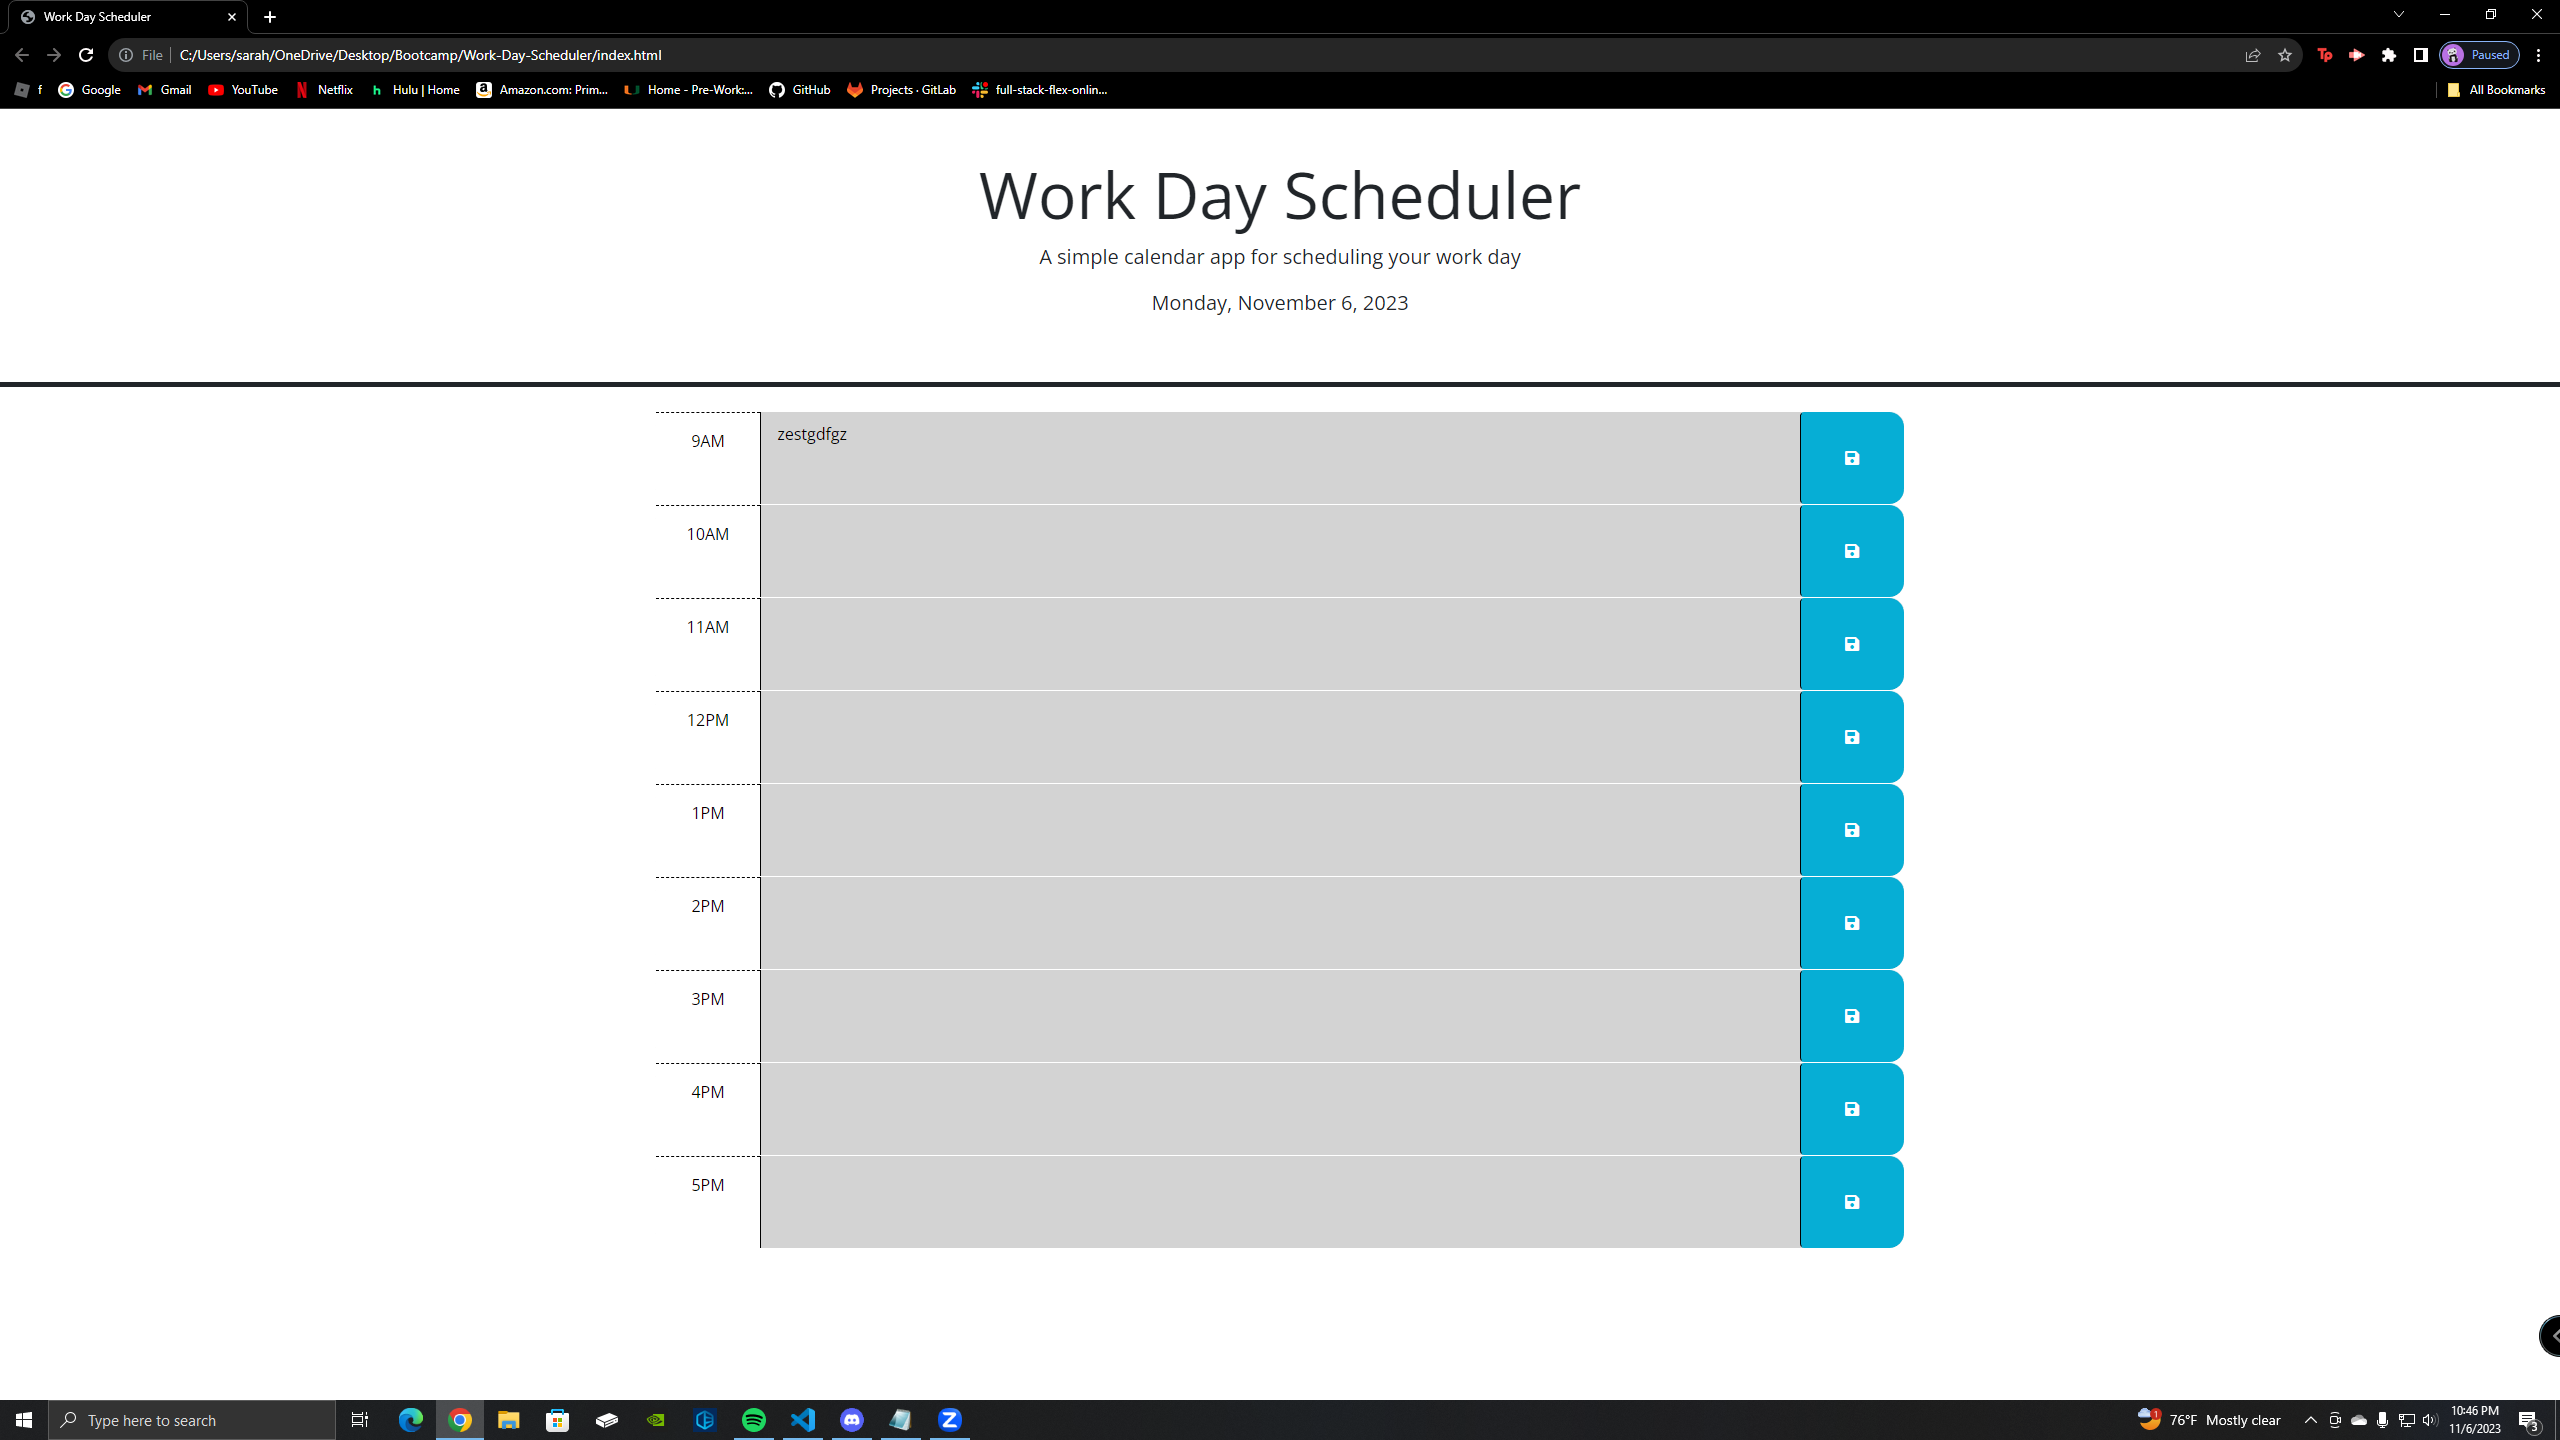 Work Day Scheduler
File C:/Users/sarah/OneDrive/Desktop/Bootcamp/Work-Day-Scheduler/index.html Tp Paused
f Google Gmail YouTube Netflix h Hulu | Home a Amazon.com: Prim... Home - Pre-Work:... GitHub Projects · GitLab full-stack-flex-onlin... All Bookmarks
Work Day Scheduler
A simple calendar app for scheduling your work day
Monday, November 6, 2023
9AM zestgdfgz
10AM
11AM
12PM
1PM
2PM
3PM
4PM
5PM
Type here to search
1 76°F Mostly clear
10:46 PM
11/6/2023
3